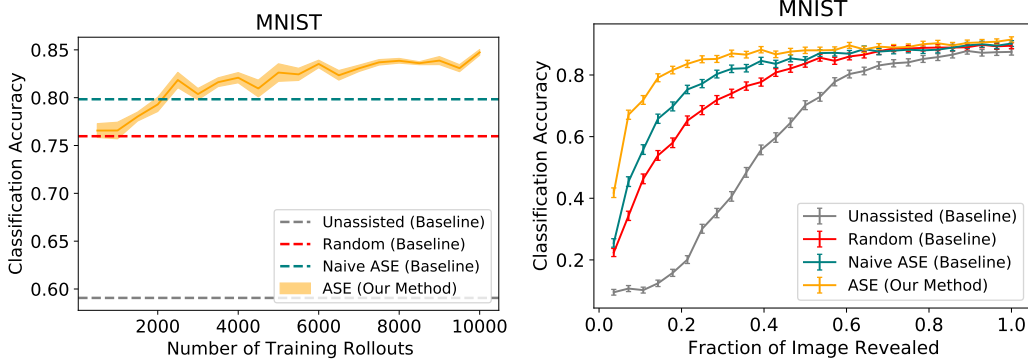 MNIST
Classification Accuracy
0.85
0.80
0.75
0.70
0.65
0.60
Unassisted (Baseline)
Random (Baseline)
Naive ASE (Baseline)
ASE (Our Method)
2000 4000 6000 8000 10000
Number of Training Rollouts
MNIST
Classification Accuracy
0.8
0.6
0.4
0.2
Unassisted (Baseline)
Random (Baseline)
Naive ASE (Baseline)
ASE (Our Method)
0.0 0.2 0.4 0.6 0.8 1.0
Fraction of Image Revealed